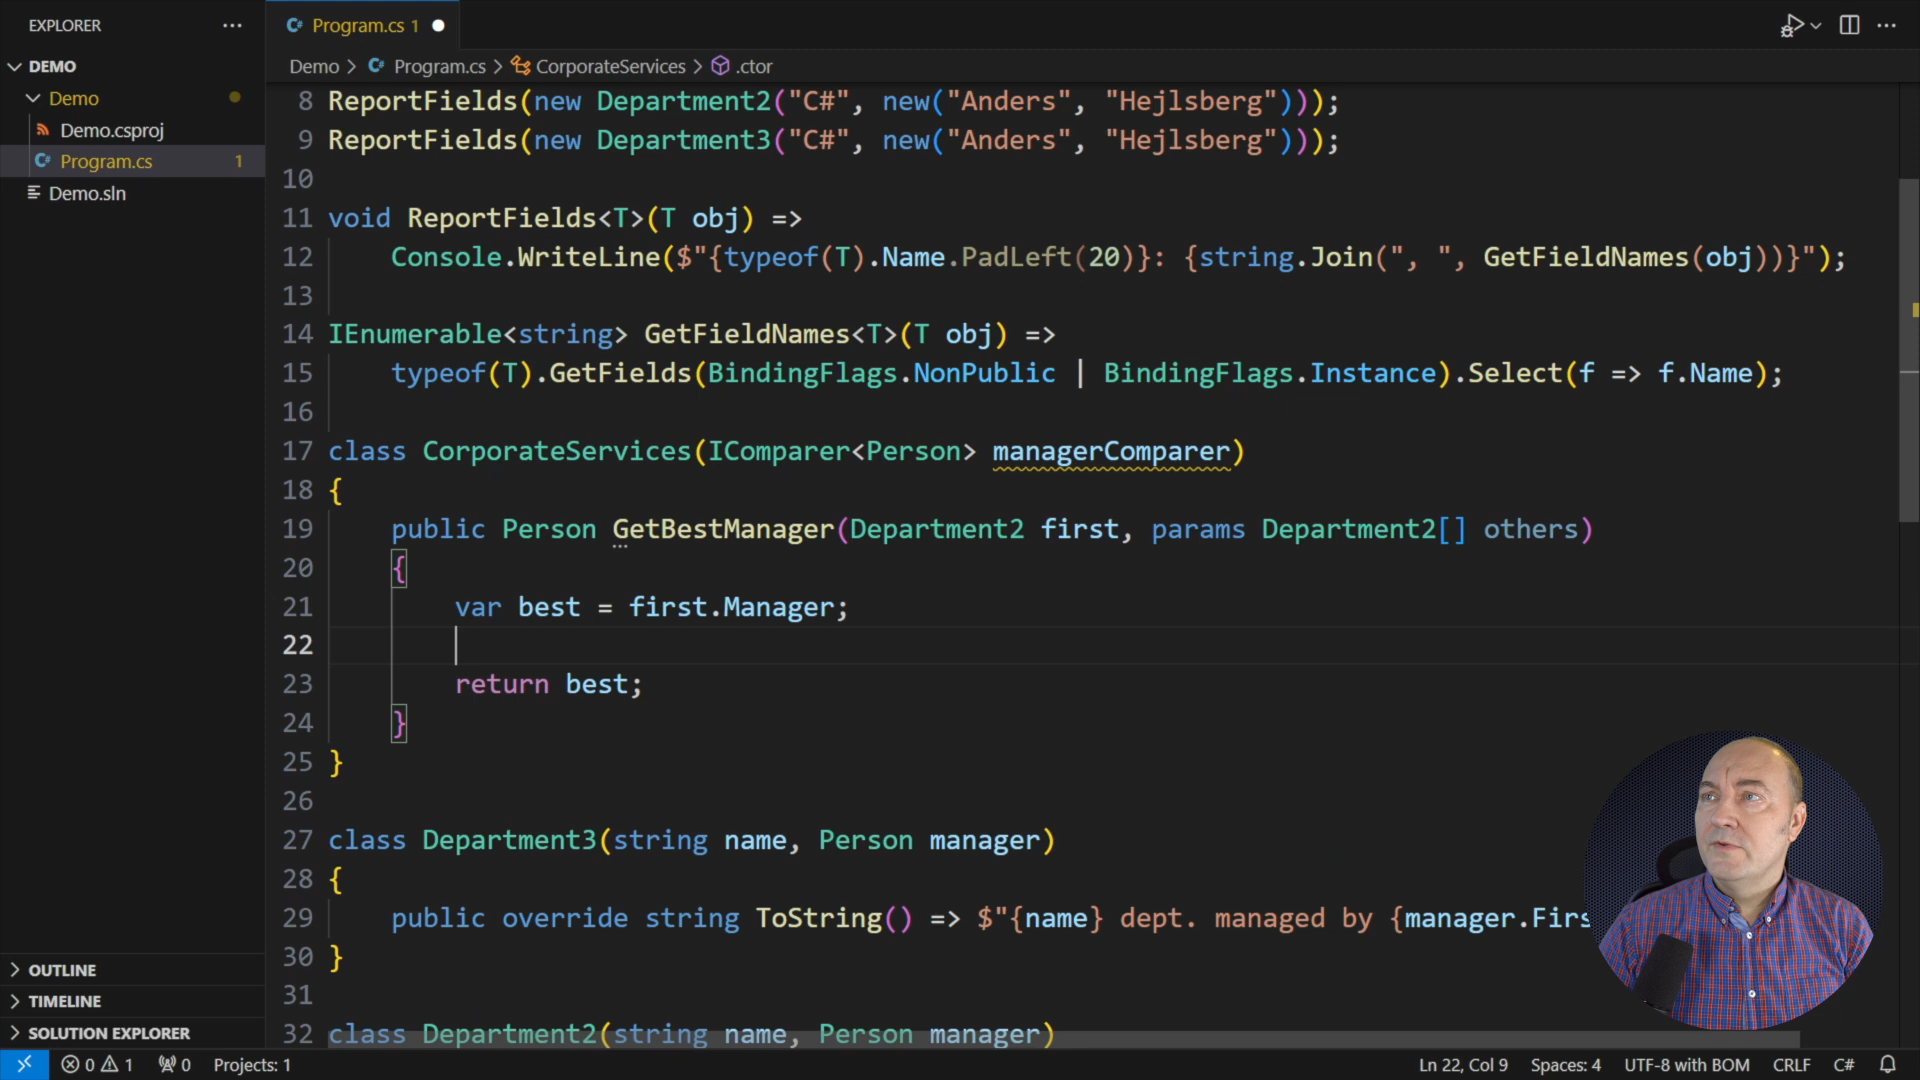 EXPLORER
DEMO
Demo
Demo.csproj
Program.cs 1
Demo.sln
OUTLINE
TIMELINE
SOLUTION EXPLORER
Program.cs 1
Demo > Program.cs > CorporateServices > .ctor
8 ReportFields(new Department2("C#", new("Anders", "Hejlsberg")));
9 ReportFields(new Department3("C#", new("Anders", "Hejlsberg")));
10
11 void ReportFields<T>(T obj) =>
12 Console.WriteLine($"{typeof(T).Name.PadLeft(20)}: {string.Join(", ", GetFieldNames(obj))}");
13
14 IEnumerable<string> GetFieldNames<T>(T obj) =>
15 typeof(T).GetFields(BindingFlags.NonPublic | BindingFlags.Instance).Select(f => f.Name);
16
17 class CorporateServices(IComparer<Person> managerComparer)
18 {
19 public Person GetBestManager(Department2 first, params Department2[] others)
20 {
21 var best = first.Manager;
22
23 return best;
24 }
25 }
26
27 class Department3(string name, Person manager)
28 {
29 public override string ToString() => $"{name} dept. managed by {manager.Firs
30 }
31
32 class Department2(string name, Person manager)
0 1 0 Projects: 1 Ln 22, Col 9 Spaces: 4 UTF-8 with BOM CRLF C#